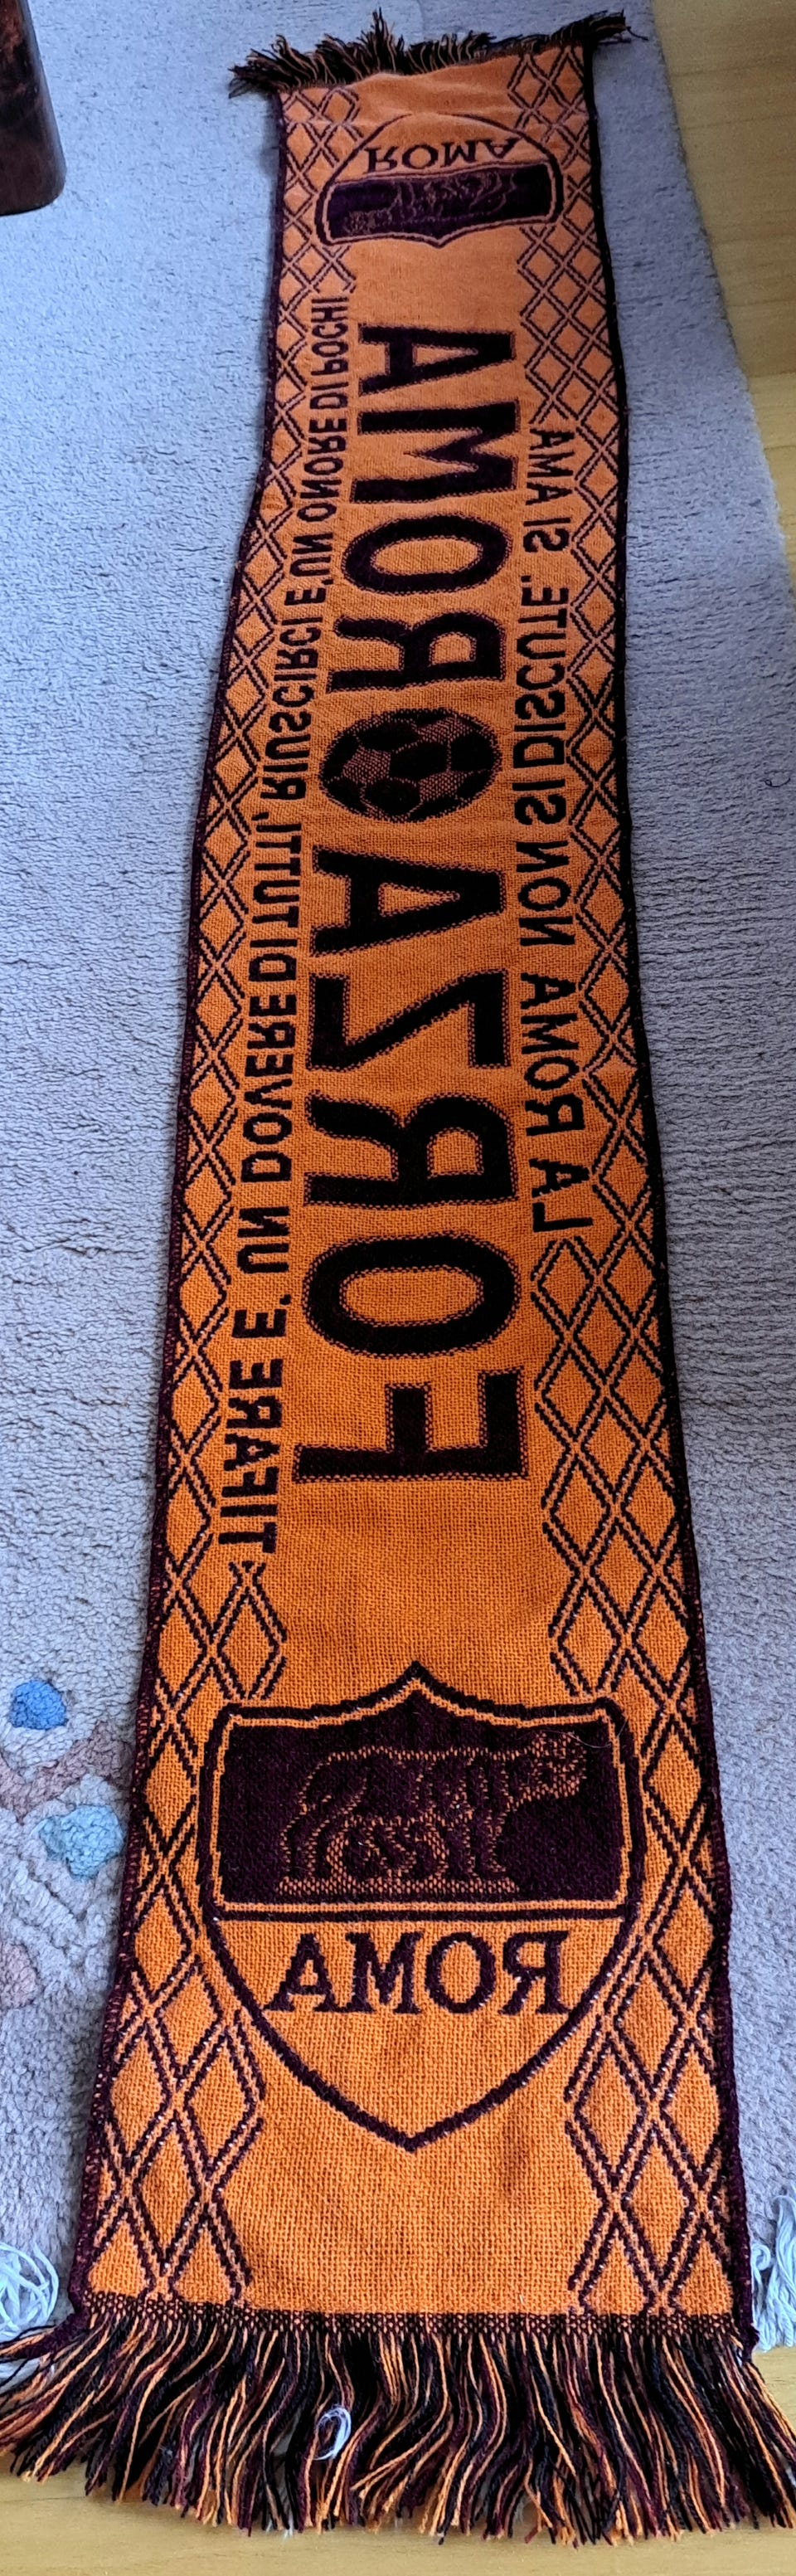 ROMA
LA ROMA NON SI DISCUTE, SI AMA
FORZA ROMA
TIFARE E' UN DOVERE DI TUTTI, RIUSCIRCI E' UN ONORE DI POCHI
ROMA